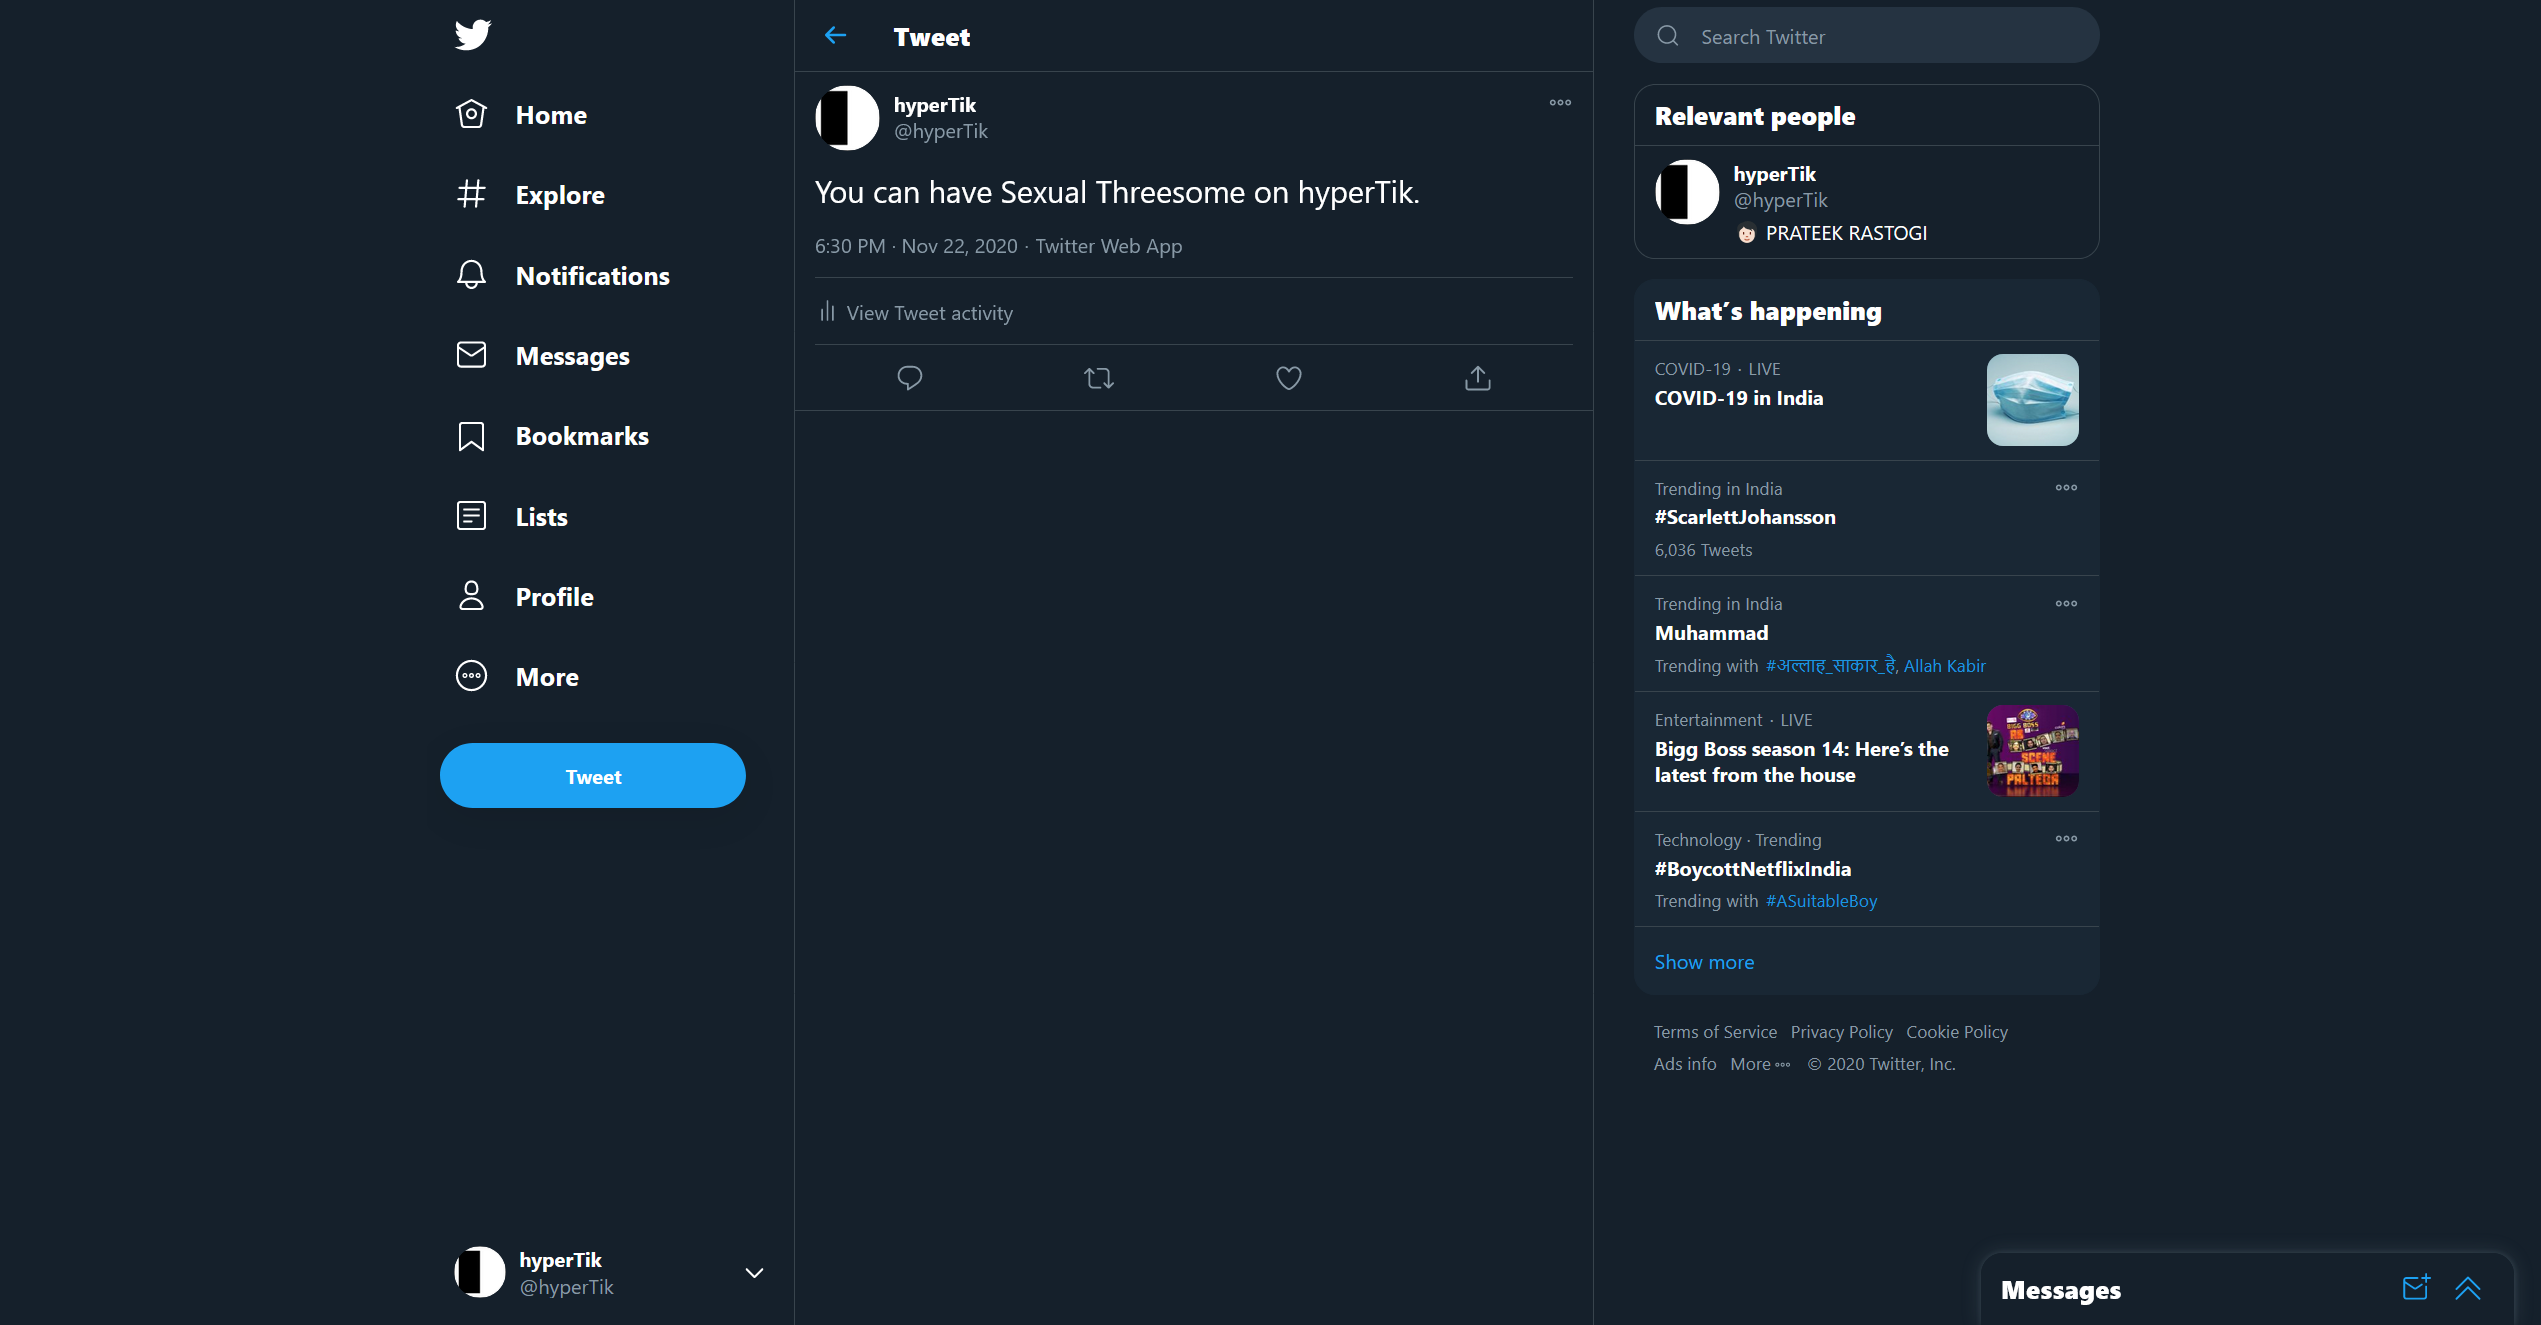 Home
Explore
Notifications
Messages
Bookmarks
Lists
Profile
More
Tweet
hyperTik
@hyperTik
Tweet
hyperTik
@hyperTik
You can have Sexual Threesome on hyperTik.
6:30 PM · Nov 22, 2020 · Twitter Web App
View Tweet activity
Search Twitter
Relevant people
hyperTik
@hyperTik
PRATEEK RASTOGI
What's happening
COVID-19 · LIVE
COVID-19 in India
Trending in India
#ScarlettJohansson
6,036 Tweets
Trending in India
Muhammad
Trending with #अल्लाह_साकार_है, Allah Kabir
Entertainment · LIVE
Bigg Boss season 14: Here's the
latest from the house
BIGG BOSS
SCENE
PALTEGA
Technology · Trending
#BoycottNetflixIndia
Trending with #ASuitableBoy
Show more
Terms of Service Privacy Policy Cookie Policy
Ads info More © 2020 Twitter, Inc.
Messages